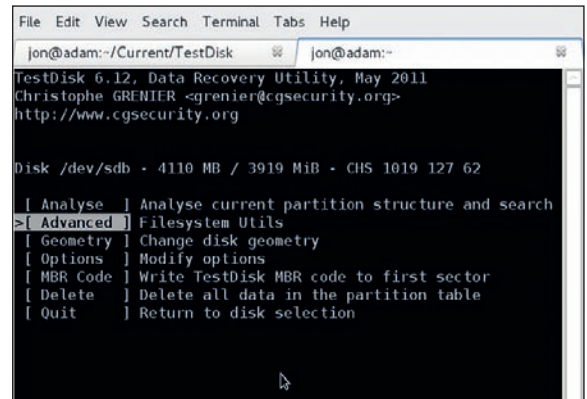 File Edit View Search Terminal Tabs Help
jon@adam:~/Current/TestDisk jon@adam:~
TestDisk 6.12, Data Recovery Utility, May 2011
Christophe GRENIER <grenier@cgsecurity.org>
http://www.cgsecurity.org
Disk /dev/sdb - 4110 MB / 3919 MiB - CHS 1019 127 62
[ Analyse ] Analyse current partition structure and search
>[ Advanced ] Filesystem Utils
[ Geometry ] Change disk geometry
[ Options ] Modify options
[ MBR Code ] Write TestDisk MBR code to first sector
[ Delete ] Delete all data in the partition table
[ Quit ] Return to disk selection